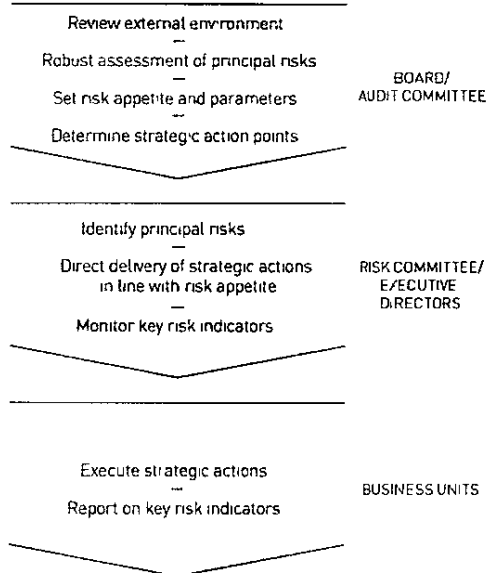 Review external environment
Robust assessment of principal risks
Set risk appetite and parameters
Determine strategic action points
BOARD/
AUDIT COMMITTEE
Identify principal risks
Direct delivery of strategic actions
in line with risk appetite
Monitor key risk indicators
RISK COMMITTEE/
EXECUTIVE
DIRECTORS
Execute strategic actions
Report on key risk indicators
BUSINESS UNITS